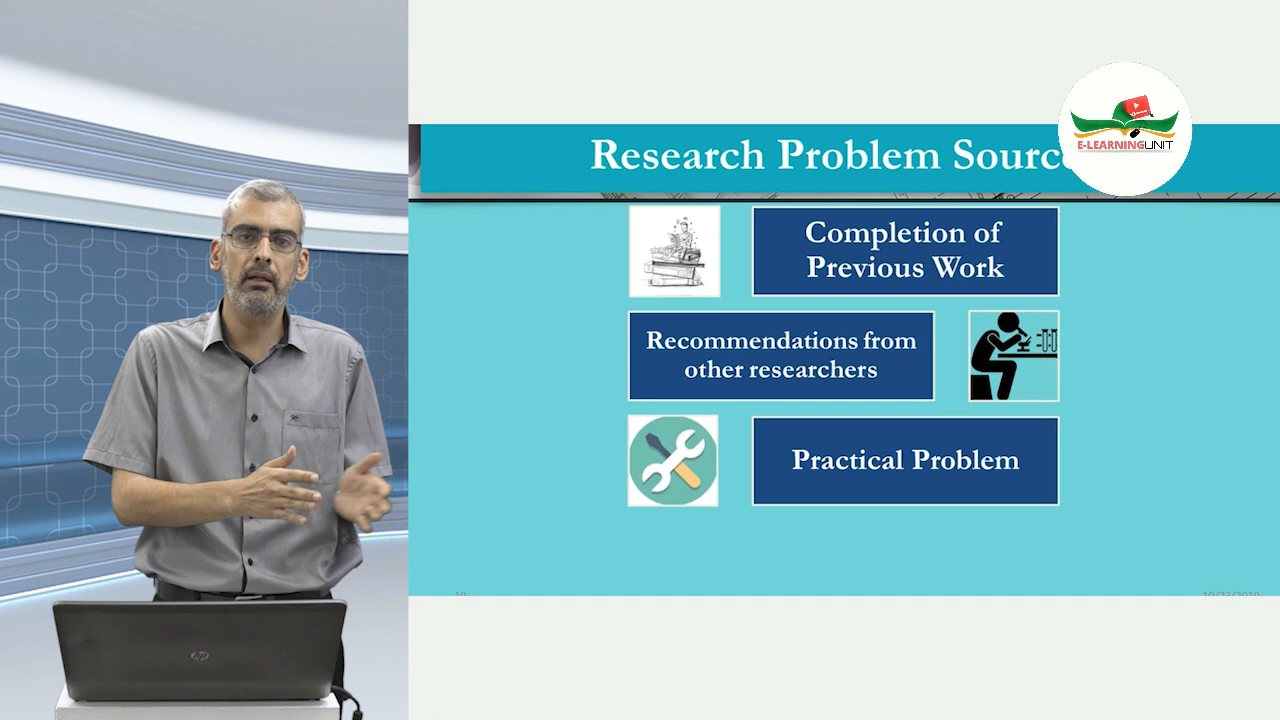 Research Problem Sourc
E-LEARNINGUNIT
Completion of
Previous Work
Recommendations from
other researchers
Practical Problem
hp